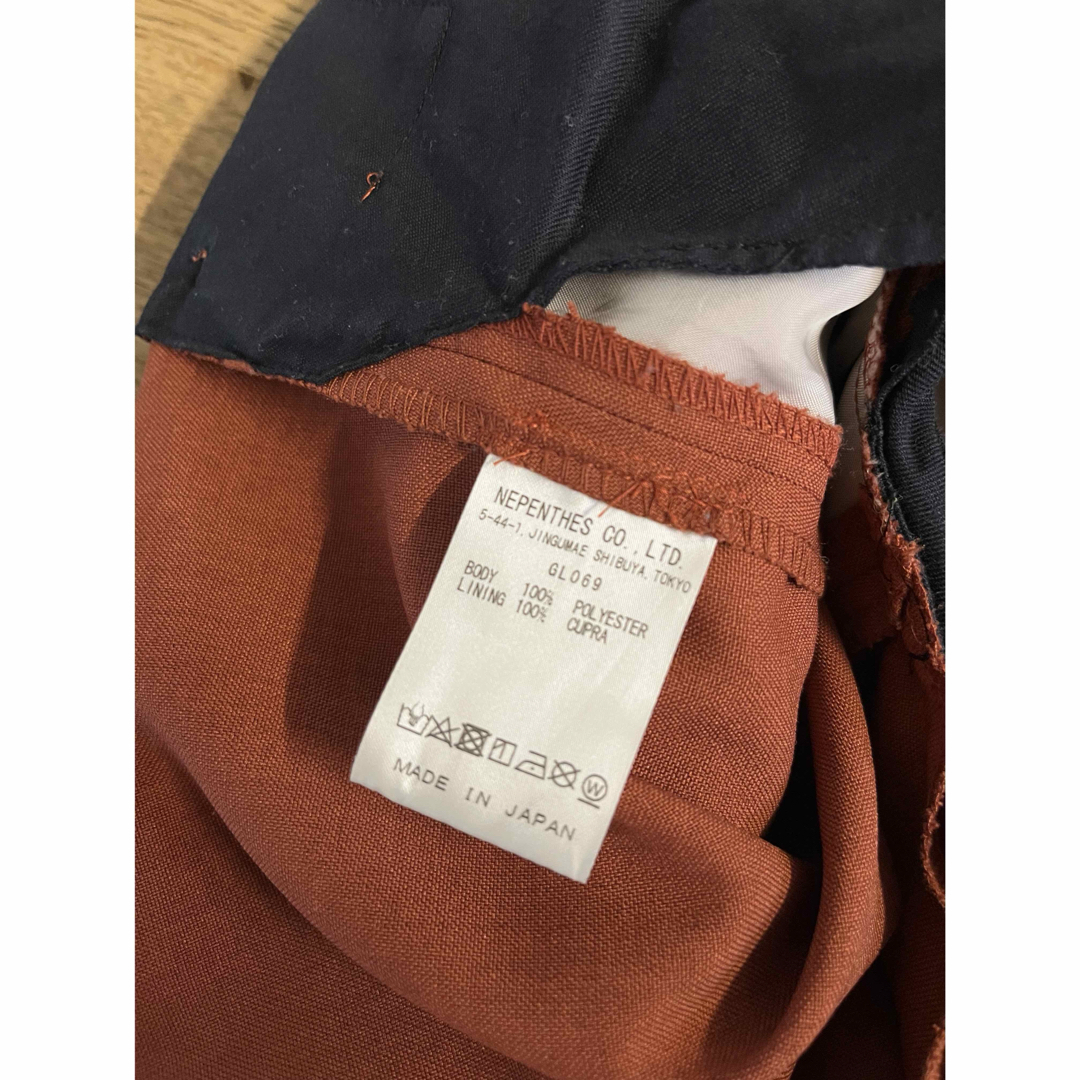 NEPENTHES CO., LTD.
5-44-1, JINGUMAE SHIBUYA, TOKYO
GL069
BODY 100% POLYESTER
LINING 100% CUPRA
W
MADE IN JAPAN